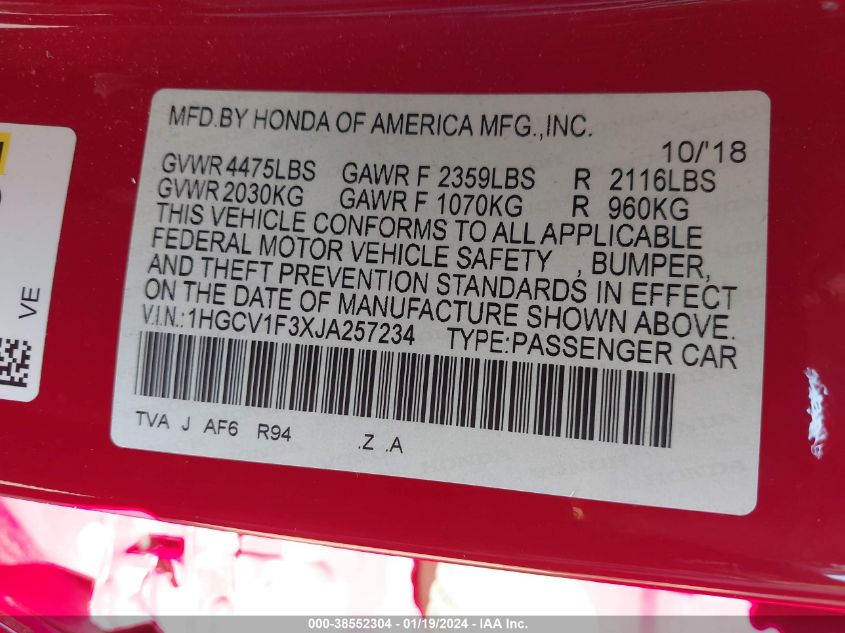 MFD.BY HONDA OF AMERICA MFG.,INC.
10/'18
GVWR 4475LBS GAWR F 2359LBS R 2116LBS
GVWR 2030KG GAWR F 1070KG R 960KG
THIS VEHICLE CONFORMS TO ALL APPLICABLE
FEDERAL MOTOR VEHICLE SAFETY , BUMPER,
AND THEFT PREVENTION STANDARDS IN EFFECT
ON THE DATE OF MANUFACTURE SHOWN ABOVE.
V.I.N.:1HGCV1F3XJA257234 TYPE:PASSENGER CAR
TVA J AF6 R94 .Z .A
VE
000-38552304 - 01/19/2024 - IAA Inc.